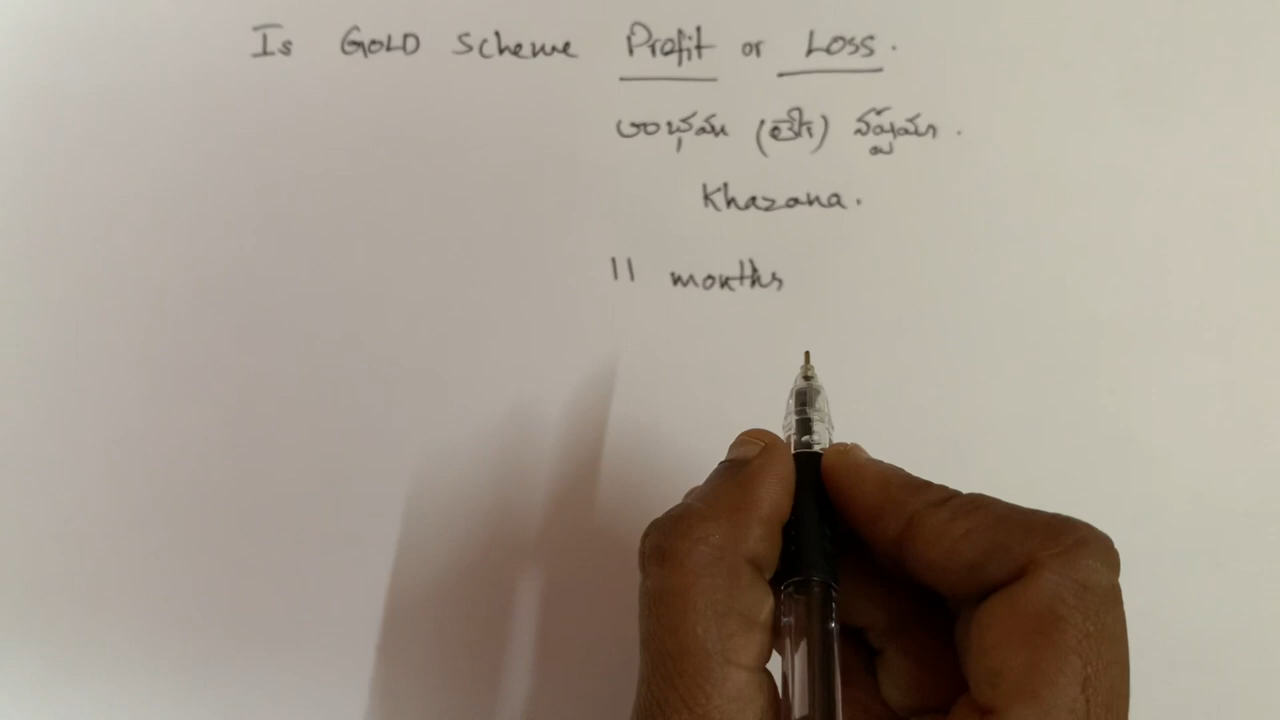 Is GOLD Scheme Profit or Loss.
లాభమా (లేక) నష్టమా.
Khazana.
11 months